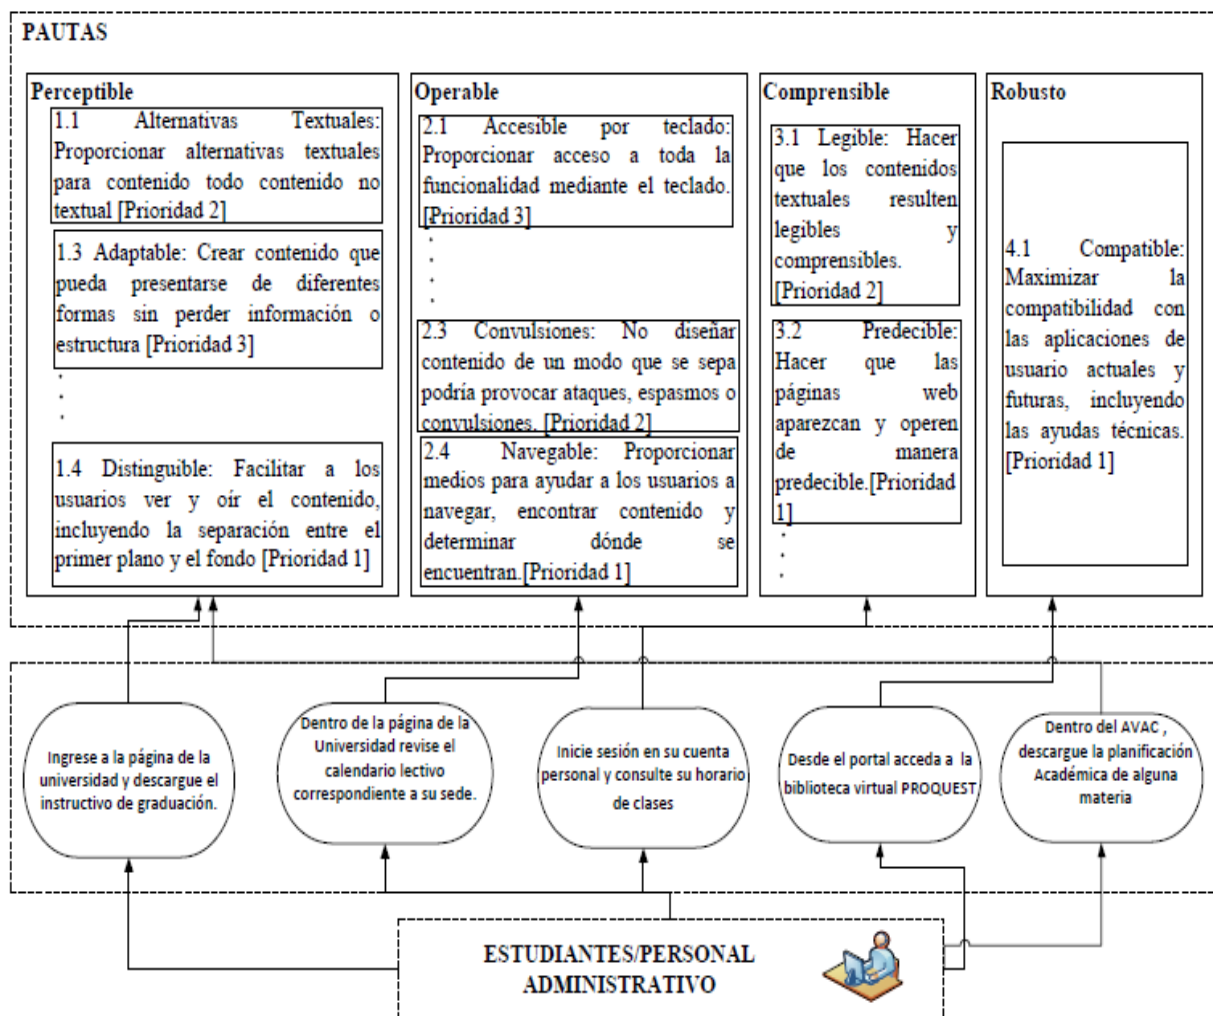 PAUTAS
Perceptible
1.1 Alternativas Textuales:
Proporcionar alternativas textuales
para contenido todo contenido no
textual [Prioridad 2]
1.3 Adaptable: Crear contenido que
pueda presentarse de diferentes
formas sin perder información o
estructura [Prioridad 3]
1.4 Distinguible: Facilitar a los
usuarios ver y oír el contenido,
incluyendo la separación entre el
primer plano y el fondo [Prioridad 1]
Operable
2.1 Accesible por teclado:
Proporcionar acceso a toda la
funcionalidad mediante el teclado.
[Prioridad 3]
2.3 Convulsiones: No diseñar
contenido de un modo que se sepa
podría provocar ataques, espasmos o
convulsiones. [Prioridad 2]
2.4 Navegable: Proporcionar
medios para ayudar a los usuarios a
navegar, encontrar contenido y
determinar dónde se
encuentran.[Prioridad 1]
Comprensible
3.1 Legible: Hacer
que los contenidos
textuales resulten
legibles y
comprensibles.
[Prioridad 2]
3.2 Predecible:
Hacer que las
páginas web
aparezcan y operen
de manera
predecible.[Prioridad
1]
Robusto
4.1 Compatible:
Maximizar la
compatibilidad con
las aplicaciones de
usuario actuales y
futuras, incluyendo
las ayudas técnicas.
[Prioridad 1]
Ingrese a la página de la
universidad y descargue el
instructivo de graduación.
Dentro de la página de la
Universidad revise el
calendario lectivo
correspondiente a su sede.
Inicie sesión en su cuenta
personal y consulte su horario
de clases
Desde el portal acceda a la
biblioteca virtual PROQUEST
Dentro del AVAC ,
descargue la planificación
Académica de alguna
materia
ESTUDIANTES/PERSONAL
ADMINISTRATIVO